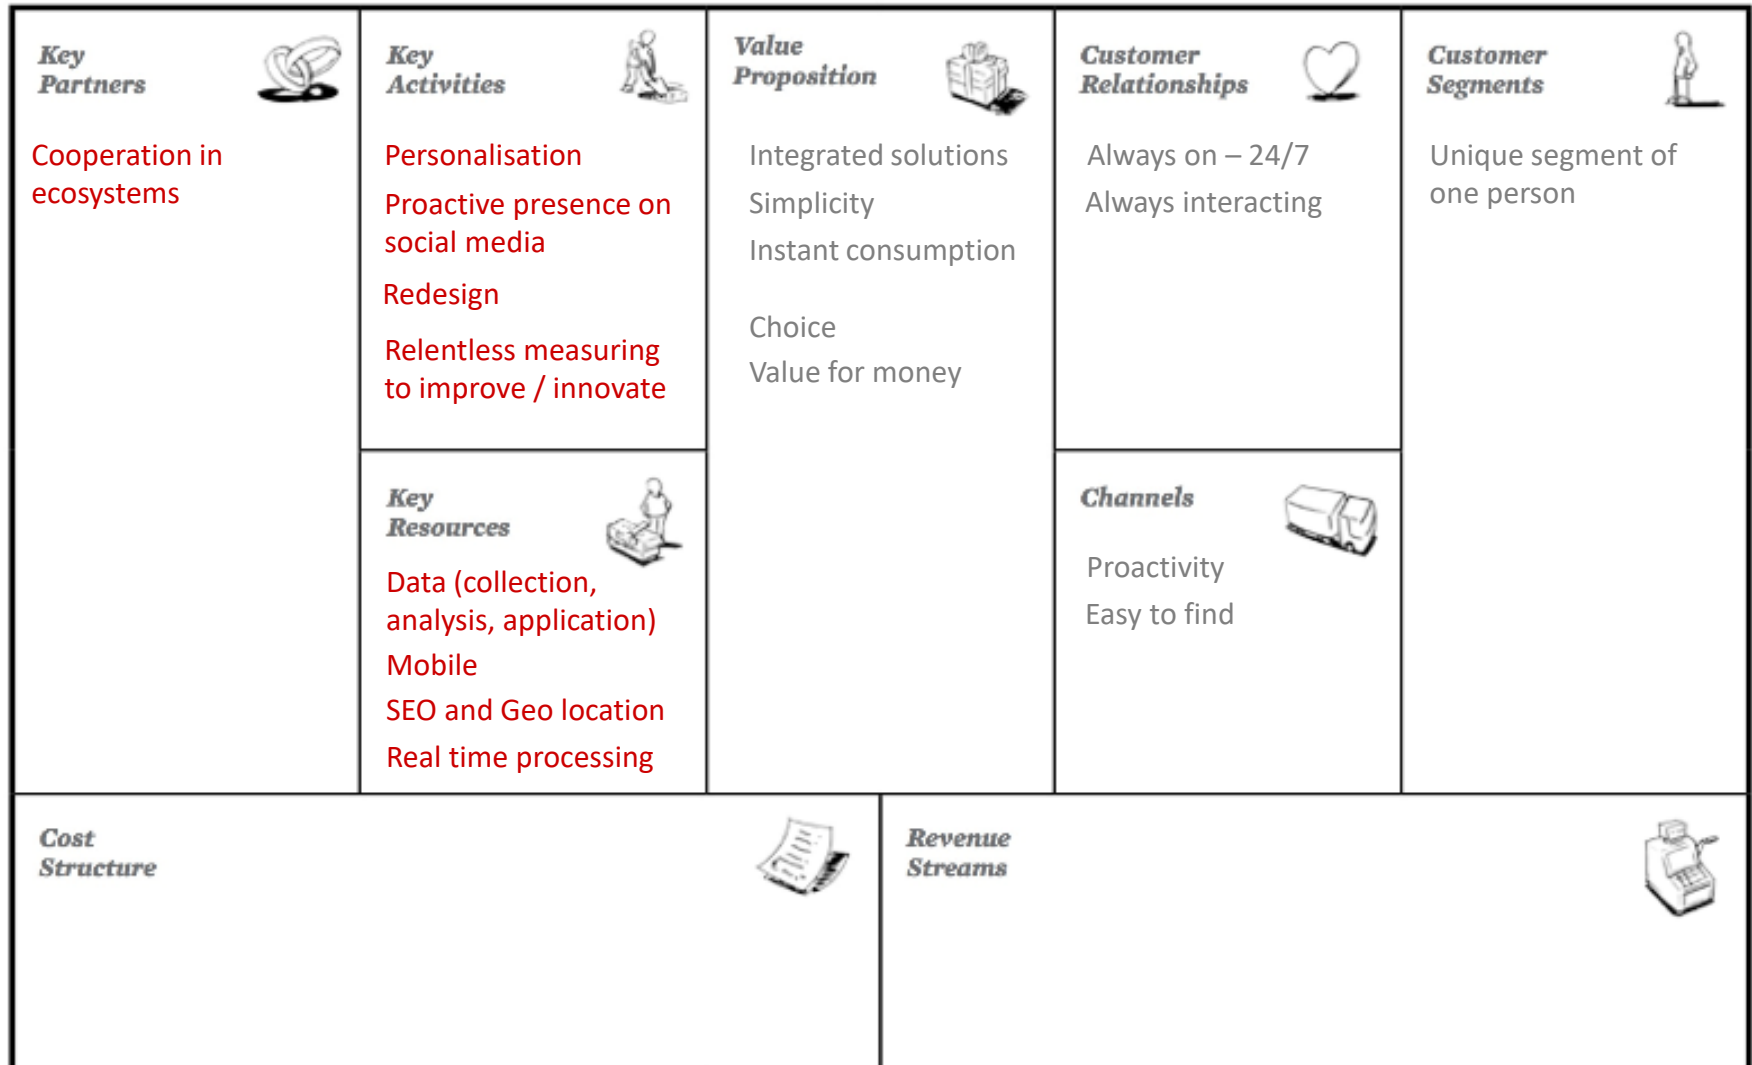 Key
Partners
Cooperation in
ecosystems
Key
Activities
Personalisation
Proactive presence on
social media
Redesign
Relentless measuring
to improve / innovate
Key
Resources
Data (collection,
analysis, application)
Mobile
SEO and Geo location
Real time processing
Value
Proposition
Integrated solutions
Simplicity
Instant consumption
Choice
Value for money
Customer
Relationships
Always on – 24/7
Always interacting
Channels
Proactivity
Easy to find
Customer
Segments
Unique segment of
one person
Cost
Structure
Revenue
Streams